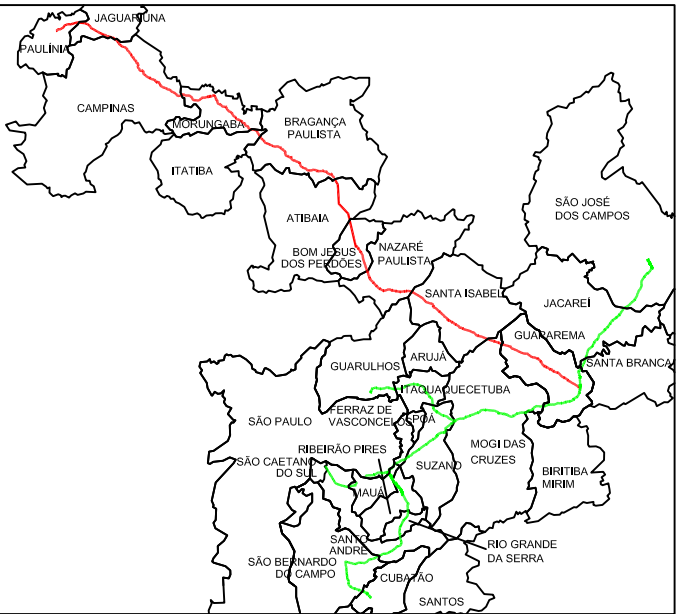 JAGUARIÚNA
PAULÍNIA
CAMPINAS
MORUNGABA
BRAGANÇA
PAULISTA
ITATIBA
SÃO JOSÉ
DOS CAMPOS
ATIBAIA
BOM JESUS
DOS PERDÕES
NAZARÉ
PAULISTA
SANTA ISABEL
JACAREÍ
GUARAREMA
SANTA BRANCA
GUARULHOS
ARUJÁ
ITAQUAQUECETUBA
SÃO PAULO
FERRAZ DE
VASCONCELOS
POÁ
RIBEIRÃO PIRES
SÃO CAETANO
DO SUL
SUZANO
MOGI DAS
CRUZES
BIRITIBA
MIRIM
MAUÁ
SANTO
ANDRÉ
RIO GRANDE
DA SERRA
SÃO BERNARDO
DO CAMPO
CUBATÃO
SANTOS